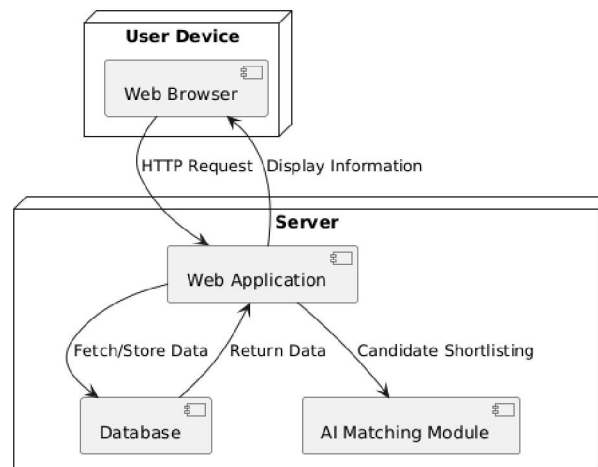 User Device
Web Browser
HTTP Request
Display Information
Server
Web Application
Fetch/Store Data
Return Data
Candidate Shortlisting
Database
AI Matching Module